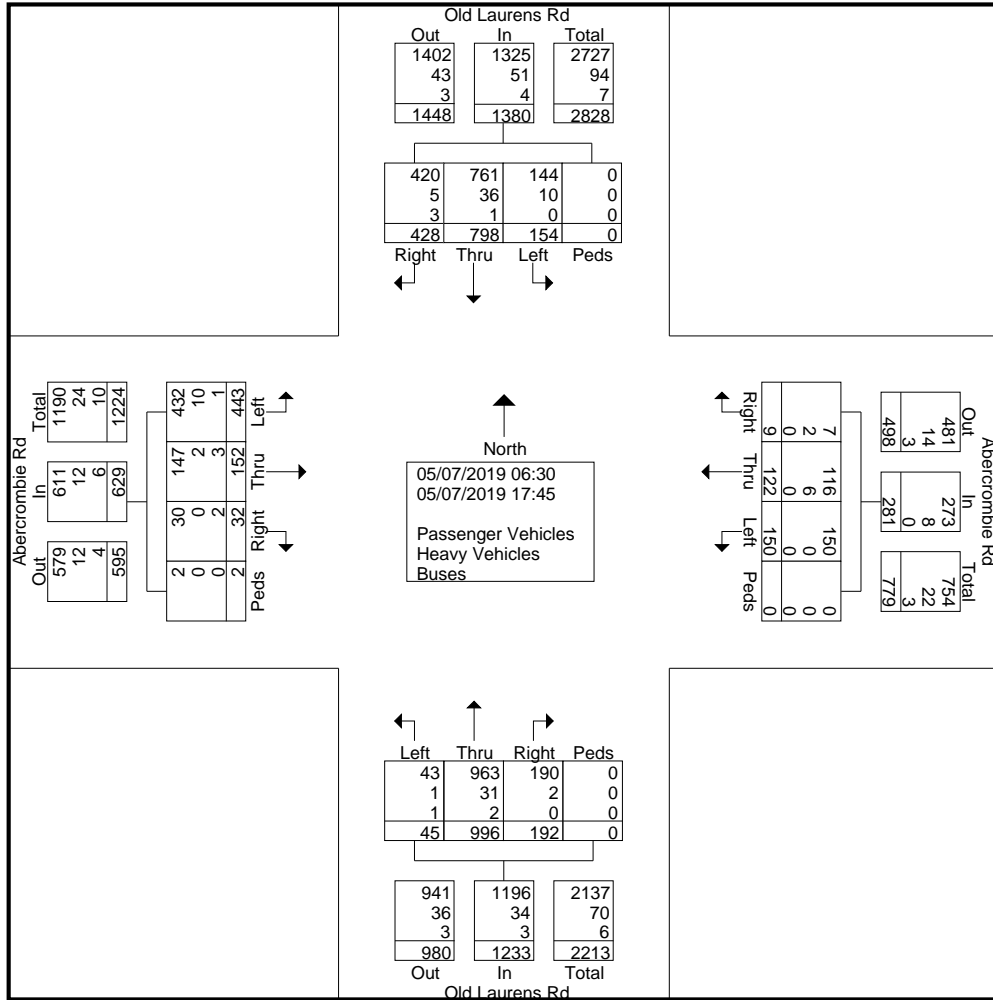 Old Laurens Rd
Out In Total
1402 1325 2727
43 51 94
3 4 7
1448 1380 2828
420 761 144 0
5 36 10 0
3 1 0 0
428 798 154 0
Right Thru Left Peds
Abercrombie Rd
Total In Out
1190 611 579
24 12 12
10 6 4
1224 629 595
432 147 30 2
10 2 0 0
1 3 2 0
443 152 32 2
Left Thru Right Peds
North
05/07/2019 06:30
05/07/2019 17:45
Passenger Vehicles
Heavy Vehicles
Buses
Right Thru Left Peds
7 116 150 0
2 6 0 0
0 0 0 0
9 122 150 0
Abercrombie Rd
Out In Total
481 273 754
14 8 22
3 0 3
498 281 779
Left Thru Right Peds
43 963 190 0
1 31 2 0
1 2 0 0
45 996 192 0
941 1196 2137
36 34 70
3 3 6
980 1233 2213
Out In Total
Old Laurens Rd